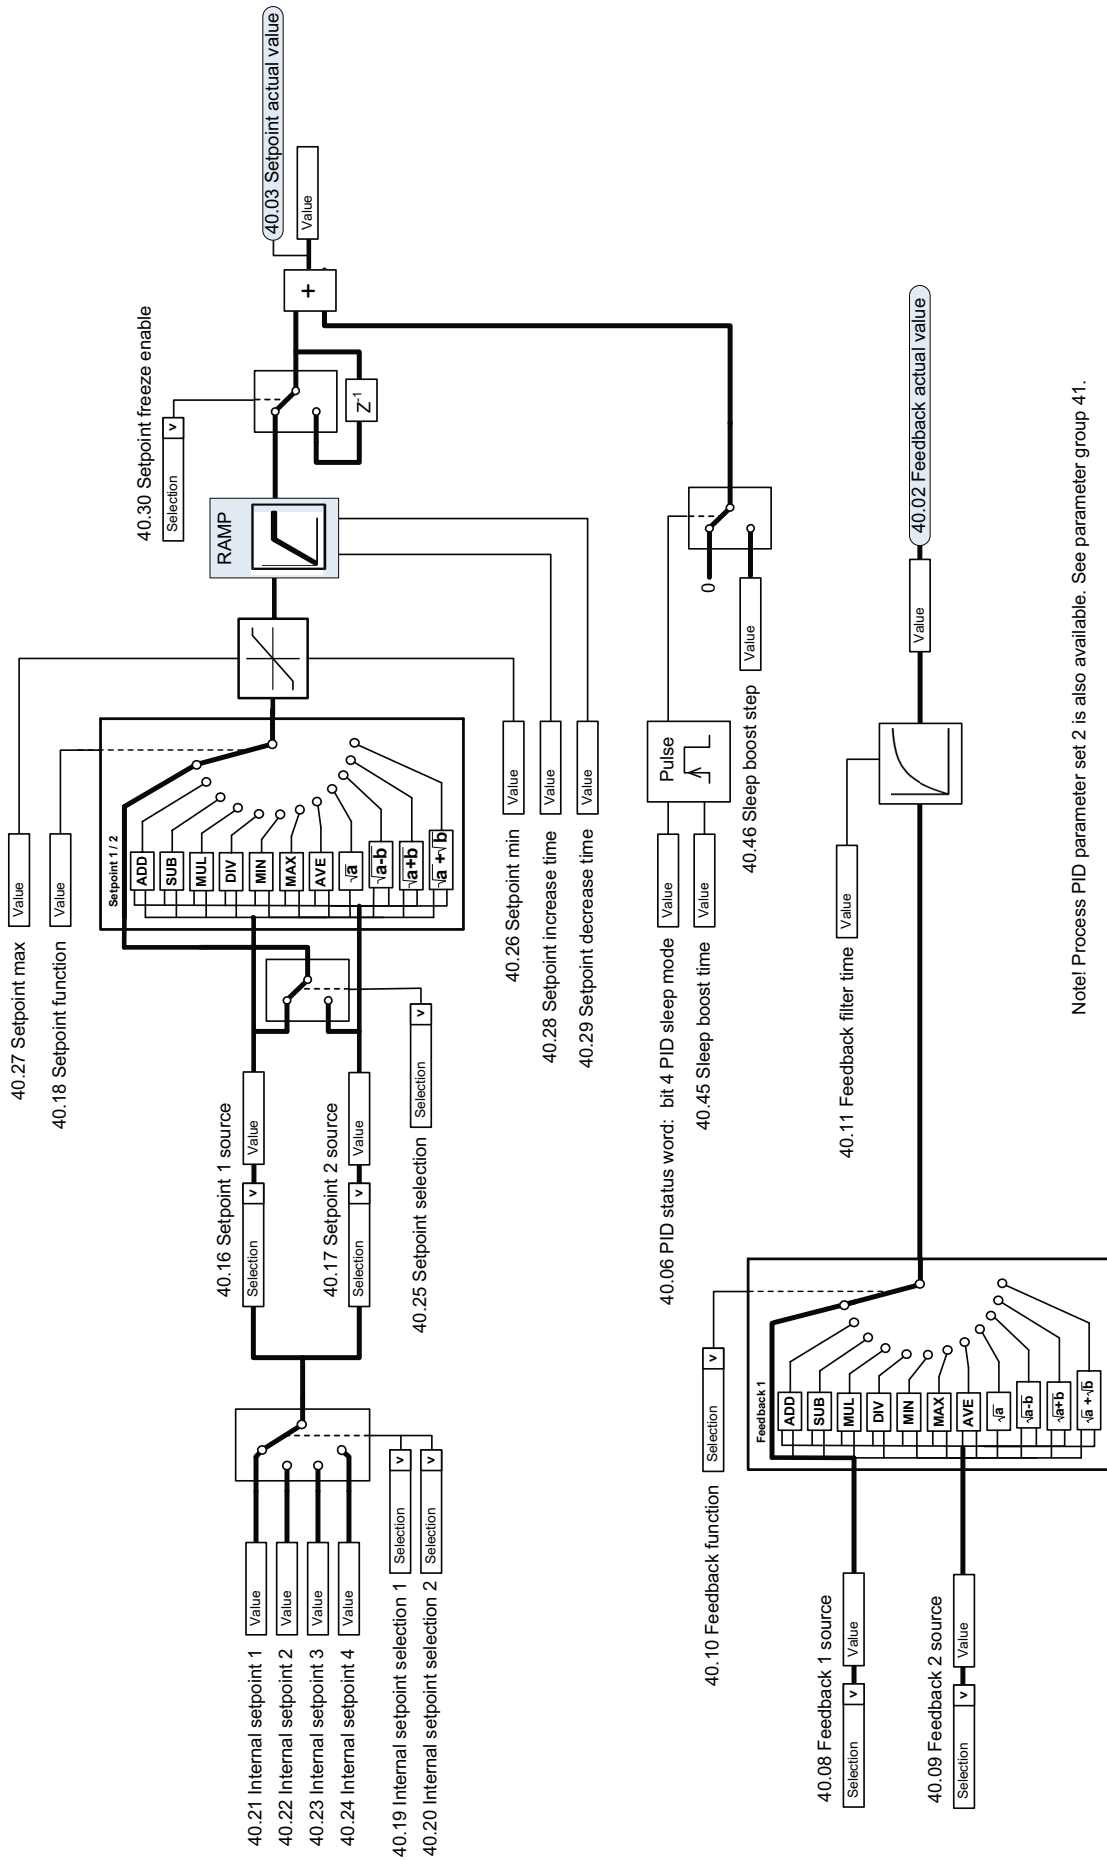 40.21 Internal setpoint 1
Value
40.22 Internal setpoint 2
Value
40.23 Internal setpoint 3
Value
40.24 Internal setpoint 4
Value
40.19 Internal setpoint selection 1
Selection v
40.20 Internal setpoint selection 2
Selection v
40.16 Setpoint 1 source
Selection v
Value
40.17 Setpoint 2 source
Selection v
Value
40.25 Setpoint selection
Selection v
40.27 Setpoint max
Value
40.18 Setpoint function
Value
Setpoint 1 / 2
ADD
SUB
MUL
DIV
MIN
MAX
AVE
√a
√a-b
√a+b
√a +√b
40.26 Setpoint min
Value
40.28 Setpoint increase time
Value
40.29 Setpoint decrease time
Value
RAMP
40.30 Setpoint freeze enable
Selection v
Z-1
+
40.03 Setpoint actual value
Value
40.06 PID status word: bit 4 PID sleep mode
Value
40.45 Sleep boost time
Value
Pulse
0
40.46 Sleep boost step
Value
40.10 Feedback function
Selection v
40.08 Feedback 1 source
Selection v
Value
40.09 Feedback 2 source
Selection v
Value
Feedback 1
ADD
SUB
MUL
DIV
MIN
MAX
AVE
√a
√a-b
√a+b
√a +√b
40.11 Feedback filter time
Value
Value
40.02 Feedback actual value
Note! Process PID parameter set 2 is also available. See parameter group 41.